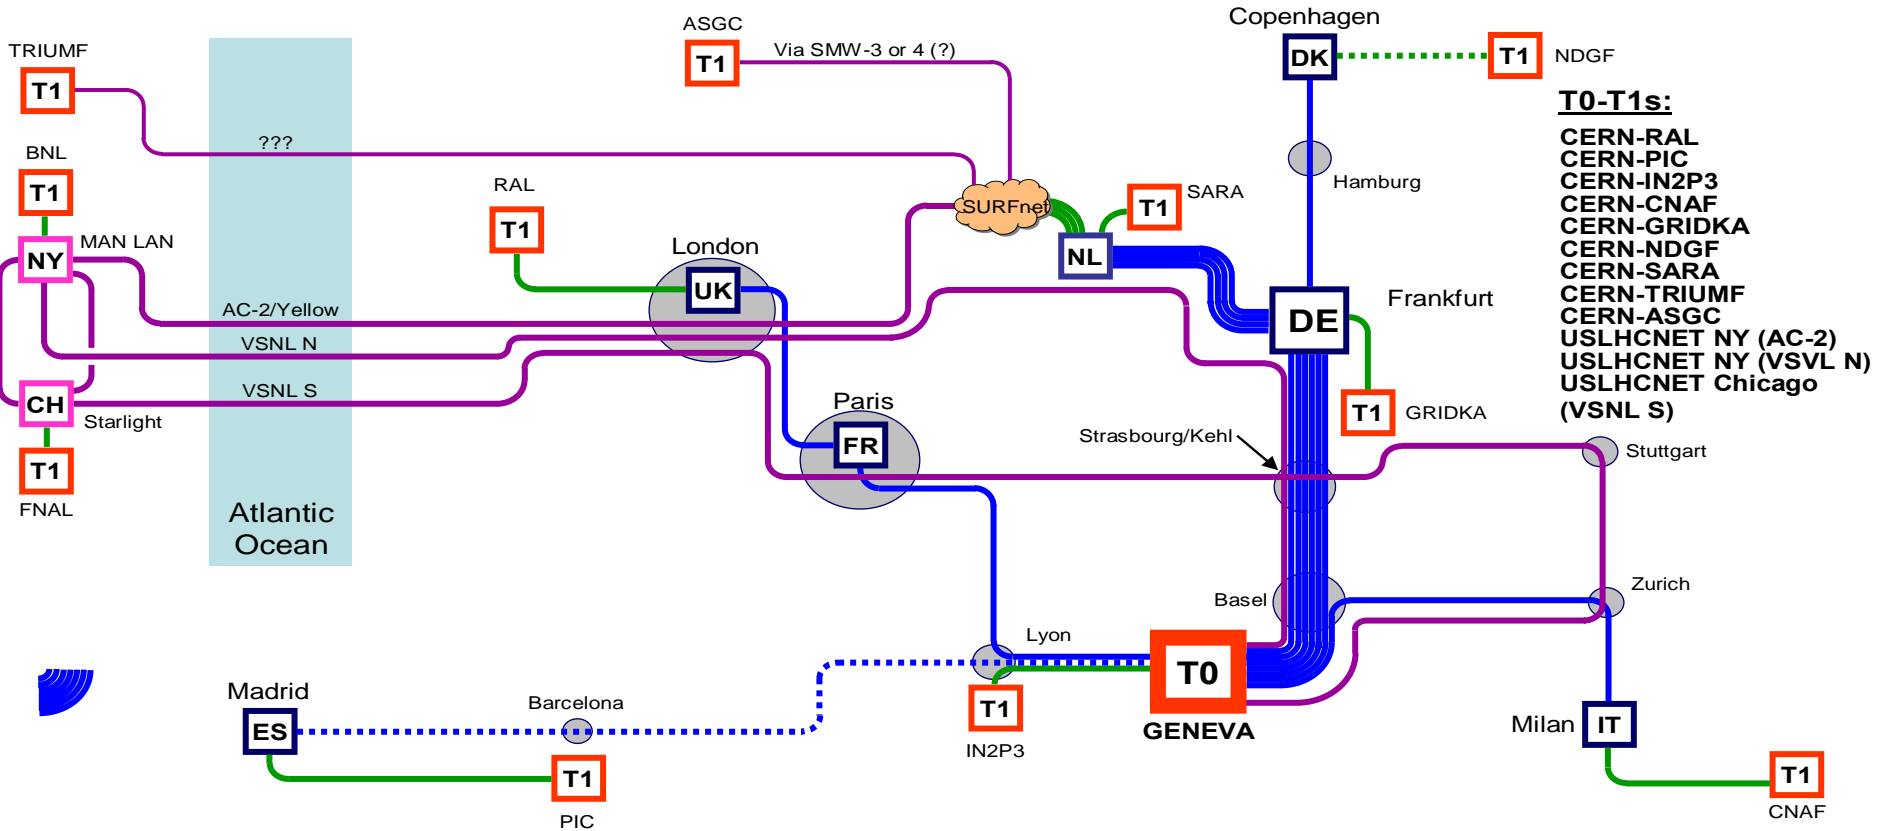 Copenhagen
ASGC
TRIUMF
T1
Via SMW-3 or 4 (?)
T1
DK
T1
NDGF
T0-T1s:
CERN-RAL
CERN-PIC
CERN-IN2P3
CERN-CNAF
CERN-GRIDKA
CERN-NDGF
CERN-SARA
CERN-TRIUMF
CERN-ASGC
USLHCNET NY (AC-2)
USLHCNET NY (VSVL N)
USLHCNET Chicago
(VSNL S)
???
BNL
T1
RAL
T1
Hamburg
SURFnet
T1
SARA
MAN LAN
NY
London
UK
NL
Frankfurt
DE
AC-2/Yellow
VSNL N
VSNL S
CH
Starlight
T1
FNAL
Paris
FR
T1
GRIDKA
Strasbourg/Kehl
Stuttgart
Atlantic
Ocean
Basel
Zurich
Lyon
T0
GENEVA
T1
IN2P3
Madrid
ES
Barcelona
T1
PIC
Milan
IT
T1
CNAF